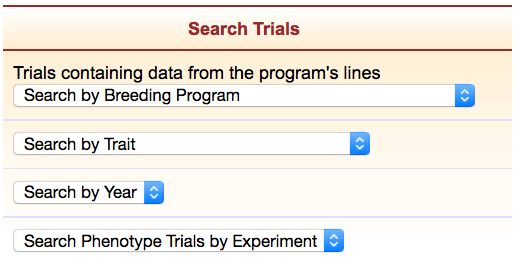 Search Trials
Trials containing data from the program's lines
Search by Breeding Program
Search by Trait
Search by Year
Search Phenotype Trials by Experiment